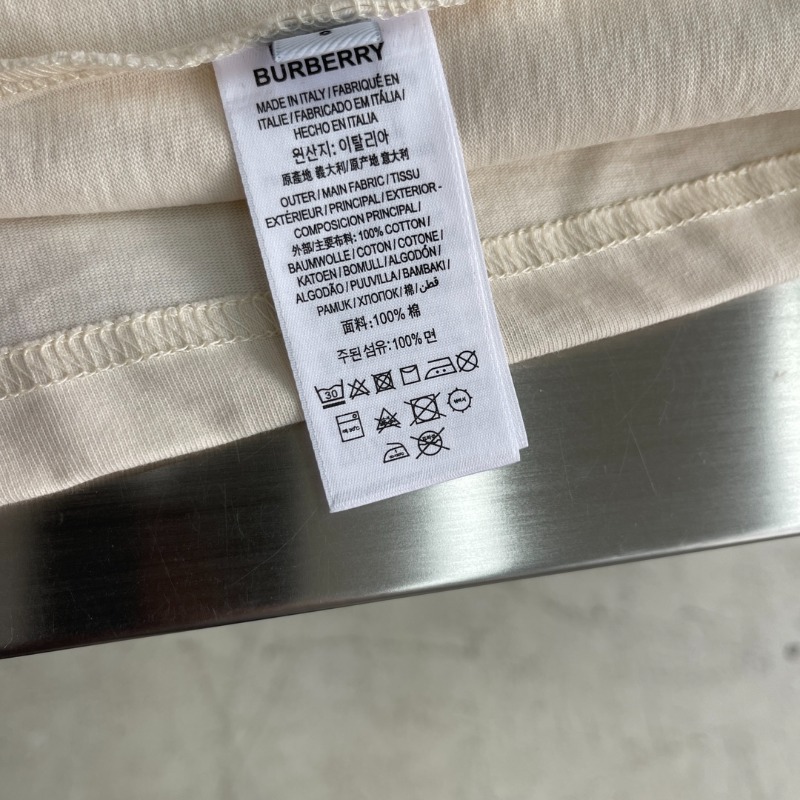 BURBERRY
MADE IN ITALY / FABRIQUÉ EN
ITALIE / FABRICADO EM ITÁLIA /
HECHO EN ITALIA
원산지: 이탈리아
原產地 義大利/原产地 意大利
OUTER / MAIN FABRIC / TISSU
EXTÉRIEUR / PRINCIPAL / EXTERIOR -
COMPOSICION PRINCIPAL /
外部/主要布料: 100% COTTON /
BAUMWOLLE / COTON / COTONE /
KATOEN / BOMULL / ALGODÓN /
ALGODÃO / PUUVILLA / BAMBAKI /
PAMUK / ХЛОПОК / 棉 / قطن /
面料:100% 棉
주된 섬유:100% 면
30